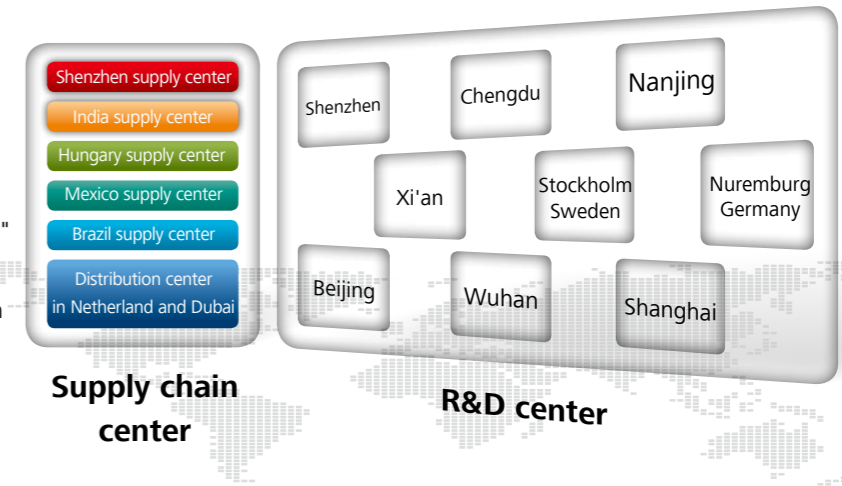 Shenzhen supply center
India supply center
Hungary supply center
Mexico supply center
Brazil supply center
Distribution center
in Netherland and Dubai
Supply chain
center
Shenzhen
Chengdu
Nanjing
Xi'an
Stockholm
Sweden
Nuremburg
Germany
Beijing
Wuhan
Shanghai
R&D center
"